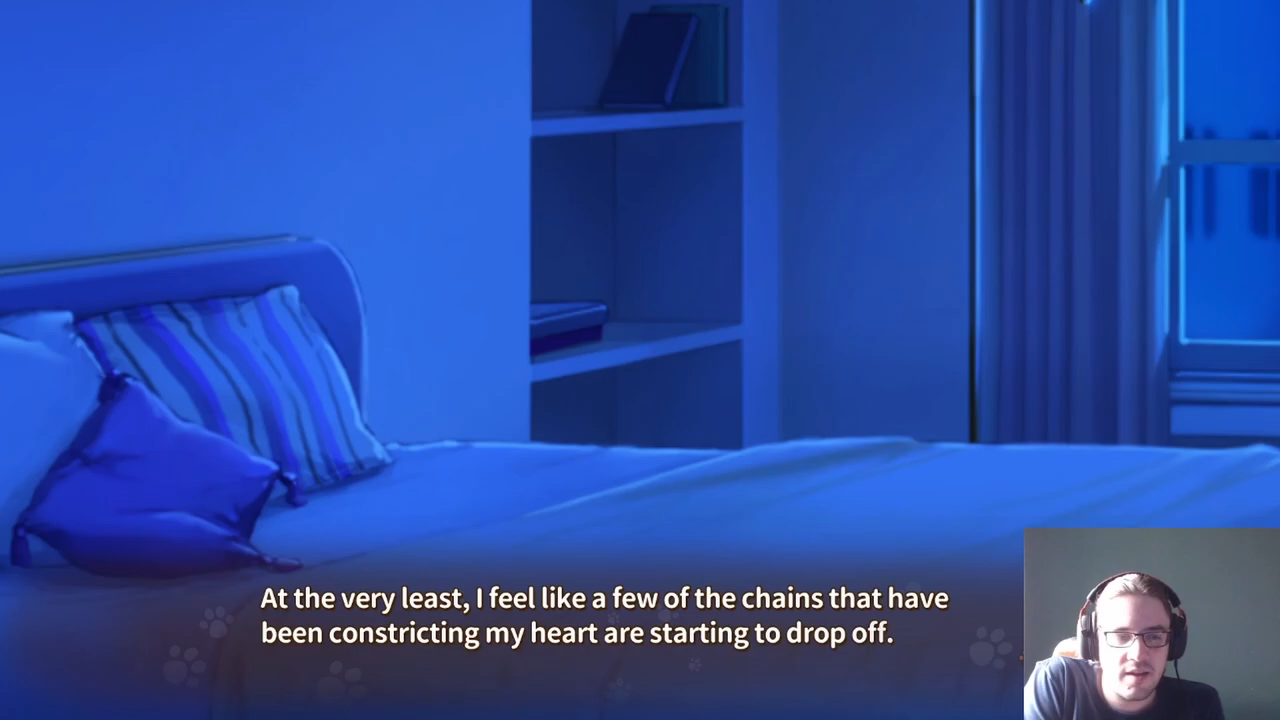 At the very least, I feel like a few of the chains that have
been constricting my heart are starting to drop off.